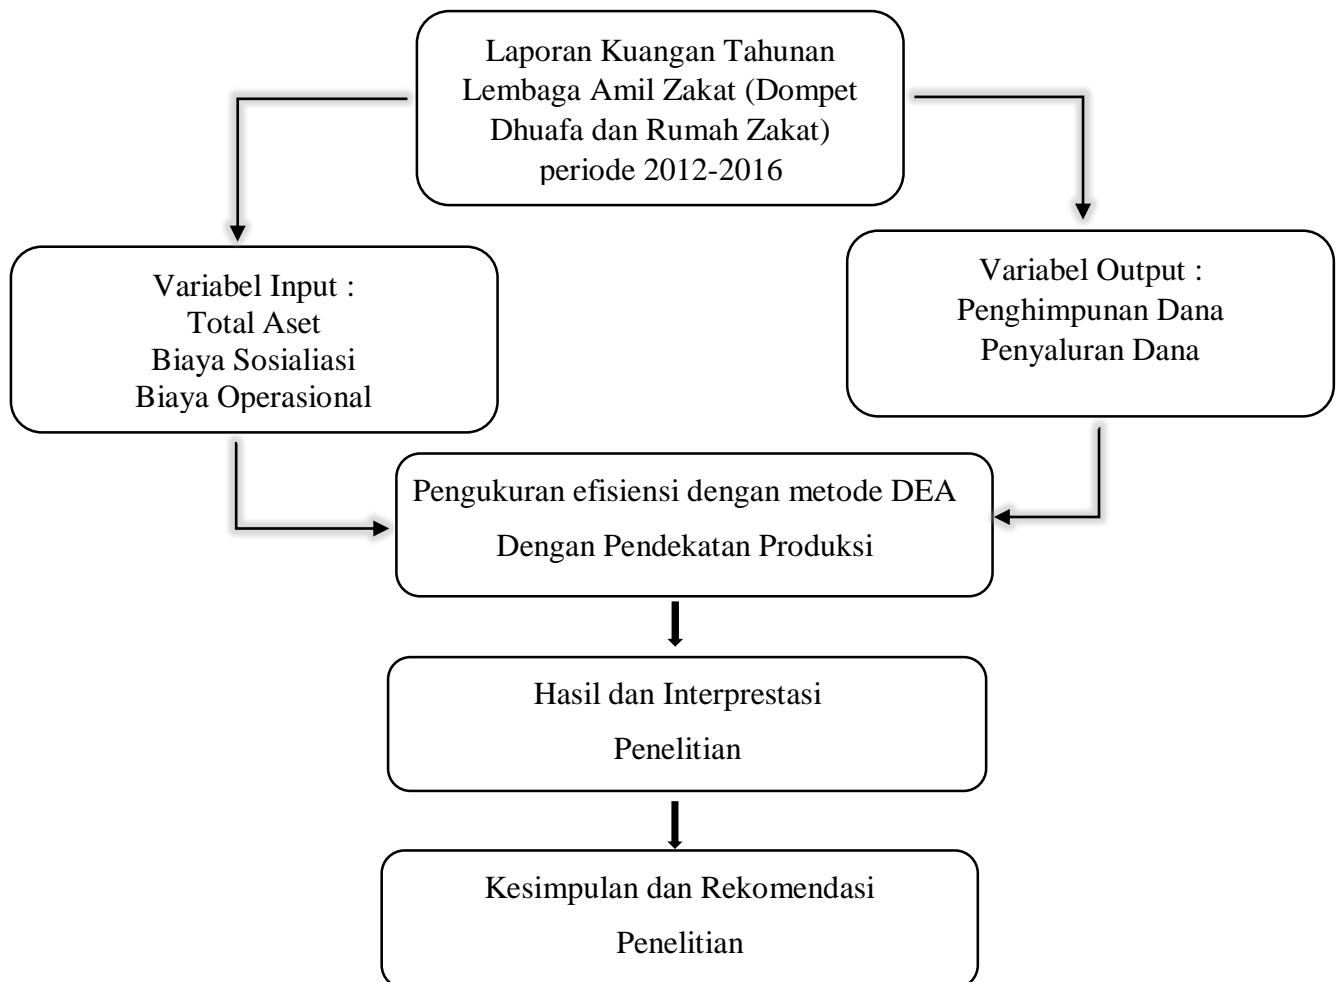 Laporan Kuangan Tahunan
Lembaga Amil Zakat (Dompet
Dhuafa dan Rumah Zakat)
periode 2012-2016
Variabel Input :
Total Aset
Biaya Sosialiasi
Biaya Operasional
Variabel Output :
Penghimpunan Dana
Penyaluran Dana
Pengukuran efisiensi dengan metode DEA
Dengan Pendekatan Produksi
Hasil dan Interprestasi
Penelitian
Kesimpulan dan Rekomendasi
Penelitian